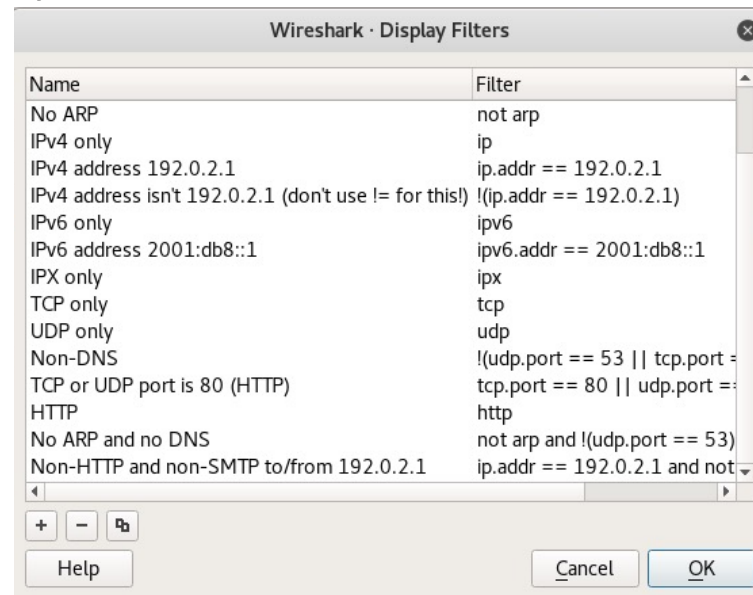 Wireshark · Display Filters
Name Filter
No ARP not arp
IPv4 only ip
IPv4 address 192.0.2.1 ip.addr == 192.0.2.1
IPv4 address isn't 192.0.2.1 (don't use != for this!) !(ip.addr == 192.0.2.1)
IPv6 only ipv6
IPv6 address 2001:db8::1 ipv6.addr == 2001:db8::1
IPX only ipx
TCP only tcp
UDP only udp
Non-DNS !(udp.port == 53 || tcp.port =
TCP or UDP port is 80 (HTTP) tcp.port == 80 || udp.port ==
HTTP http
No ARP and no DNS not arp and !(udp.port == 53)
Non-HTTP and non-SMTP to/from 192.0.2.1 ip.addr == 192.0.2.1 and not
Help Cancel OK